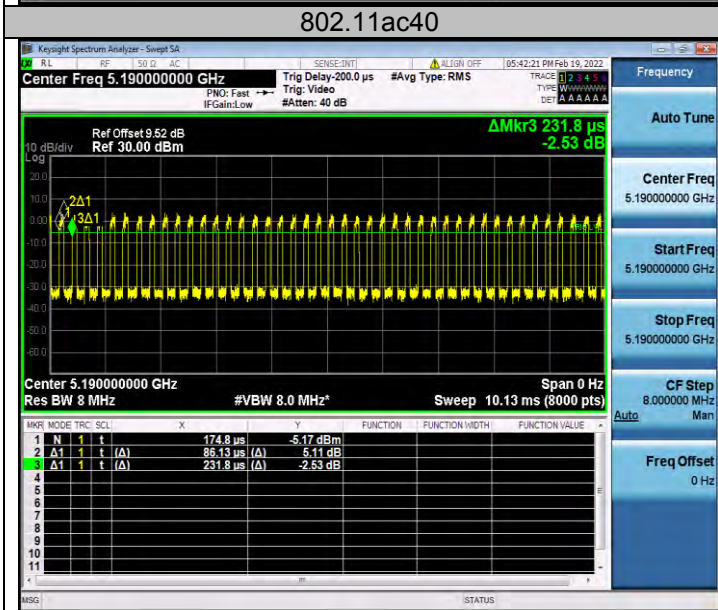 802.11ac40
Keysight Spectrum Analyzer - Swept SA
RL RF 50 Ω AC SENSE:INT ALIGN OFF 05:42:21 PM Feb 19, 2022
Center Freq 5.190000000 GHz Trig Delay-200.0 µs #Avg Type: RMS TRACE 1 2 3 4 5 6
PNO: Fast Trig: Video TYPE W
IFGain:Low #Atten: 40 dB DET A A A A A A
Frequency
Auto Tune
Center Freq
5.190000000 GHz
Start Freq
5.190000000 GHz
Stop Freq
5.190000000 GHz
CF Step
8.000000 MHz
Auto Man
Freq Offset
0 Hz
Ref Offset 9.52 dB ΔMkr3 231.8 µs
10 dB/div Ref 30.00 dBm -2.53 dB
Log
20.0
10.0
0.00
-10.0
-20.0
-30.0
-40.0
-50.0
-60.0
2Δ1
3Δ1
Center 5.190000000 GHz Span 0 Hz
Res BW 8 MHz #VBW 8.0 MHz* Sweep 10.13 ms (8000 pts)
MKR MODE TRC SCL X Y FUNCTION FUNCTION WIDTH FUNCTION VALUE
1 N 1 t 174.8 µs -5.17 dBm
2 Δ1 1 t (Δ) 86.13 µs (Δ) 5.11 dB
3 Δ1 1 t (Δ) 231.8 µs (Δ) -2.53 dB
4
5
6
7
8
9
10
11
MSG STATUS